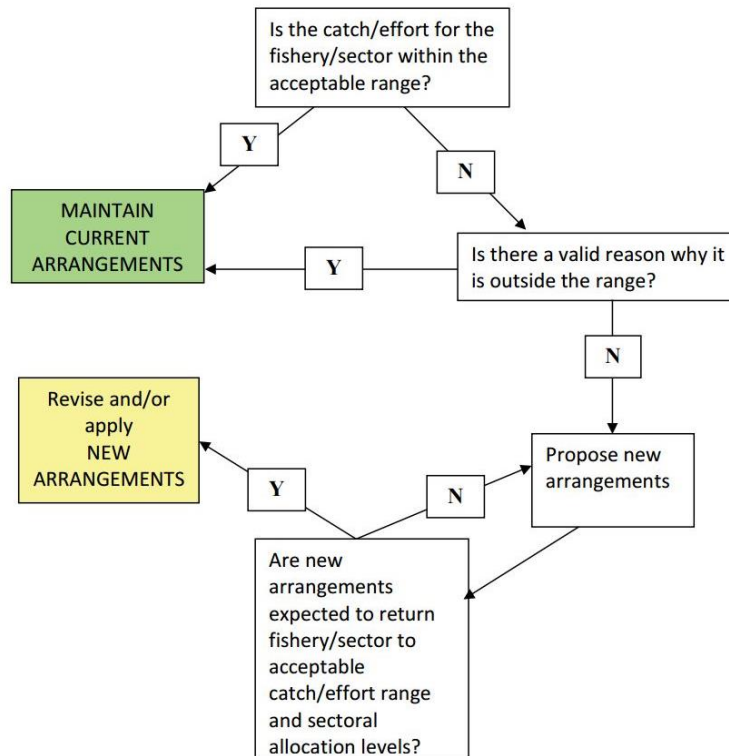 Is the catch/effort for the
fishery/sector within the
acceptable range?
Y
N
MAINTAIN
CURRENT
ARRANGEMENTS
Y
Is there a valid reason why it
is outside the range?
N
Revise and/or
apply
NEW
ARRANGEMENTS
Propose new
arrangements
Y
N
Are new
arrangements
expected to return
fishery/sector to
acceptable
catch/effort range
and sectoral
allocation levels?